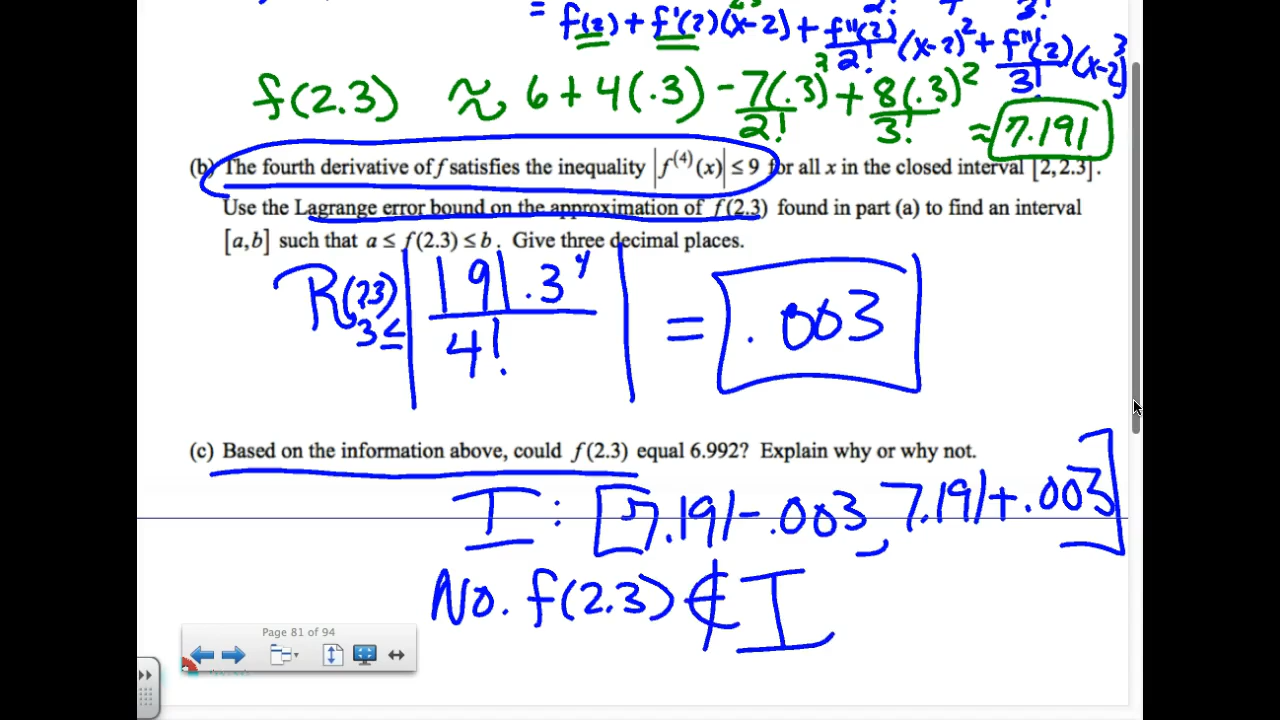 2! 3!
= f(2) + f'(2)(x-2) + f''(2)/2! (x-2)² + f'''(2)/3! (x-2)³
f(2.3) ≈ 6 + 4(.3) - 7(.3)²/2! + 8(.3)²/3! ≈ 7.191
(b) The fourth derivative of f satisfies the inequality |f⁽⁴⁾(x)| ≤ 9 for all x in the closed interval [2, 2.3].
Use the Lagrange error bound on the approximation of f(2.3) found in part (a) to find an interval
[a,b] such that a ≤ f(2.3) ≤ b. Give three decimal places.
R₃(2.3) ≤ | |9| .3⁴ / 4! | = .003
(c) Based on the information above, could f(2.3) equal 6.992? Explain why or why not.
I : [7.191 - .003, 7.191 + .003]
No. f(2.3) ∉ I
Page 81 of 94